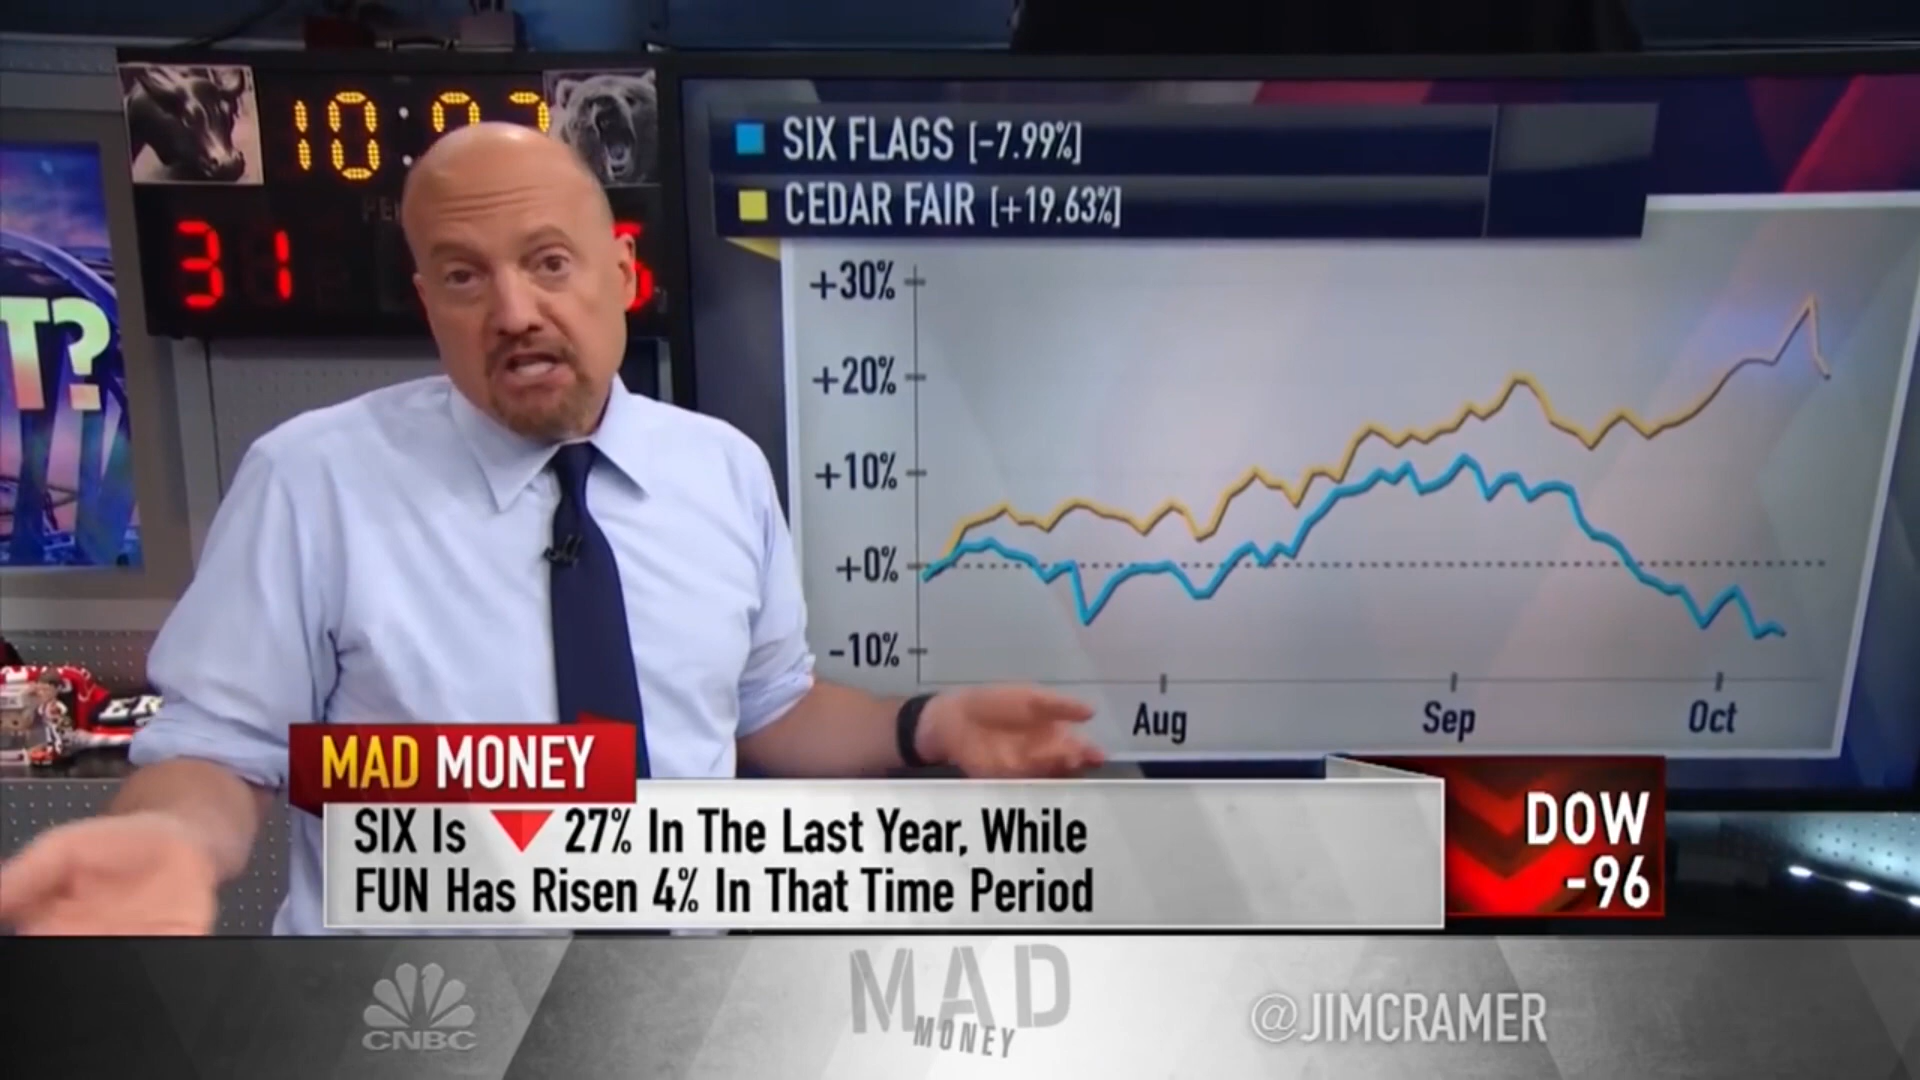 10:0
31
T?
SIX FLAGS [-7.99%]
CEDAR FAIR [+19.63%]
+30%
+20%
+10%
+0%
-10%
Aug
Sep
Oct
MAD MONEY
SIX Is 27% In The Last Year, While
FUN Has Risen 4% In That Time Period
DOW
-96
CNBC
MAD
MONEY
@JIMCRAMER